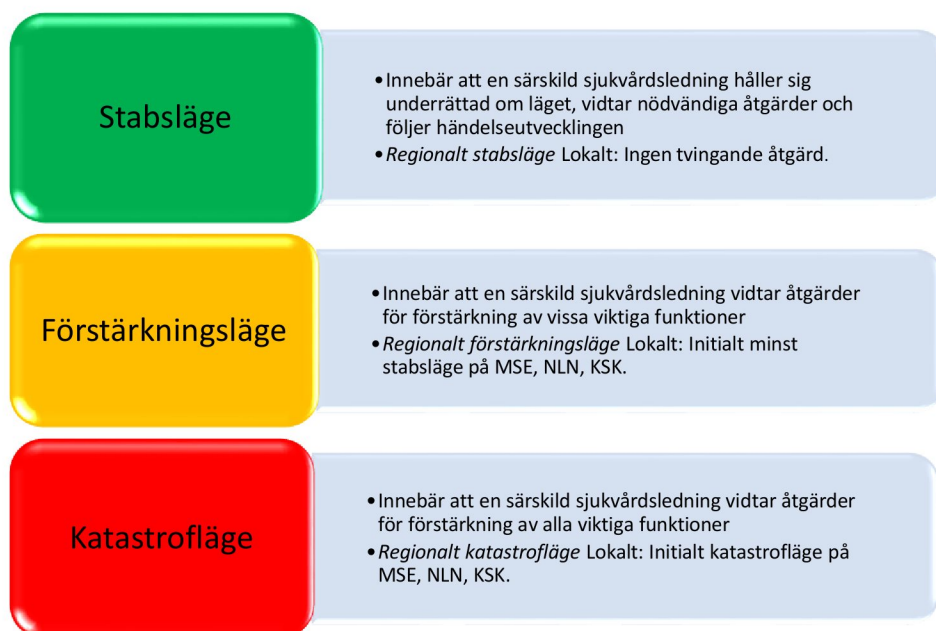 Stabsläge
•Innebär att en särskild sjukvårdsledning håller sig
underrättad om läget, vidtar nödvändiga åtgärder och
följer händelseutvecklingen
•Regionalt stabsläge Lokalt: Ingen tvingande åtgärd.
Förstärkningsläge
•Innebär att en särskild sjukvårdsledning vidtar åtgärder
för förstärkning av vissa viktiga funktioner
•Regionalt förstärkningsläge Lokalt: Initialt minst
stabsläge på MSE, NLN, KSK.
Katastrofläge
•Innebär att en särskild sjukvårdsledning vidtar åtgärder
för förstärkning av alla viktiga funktioner
•Regionalt katastrofläge Lokalt: Initialt katastrofläge på
MSE, NLN, KSK.